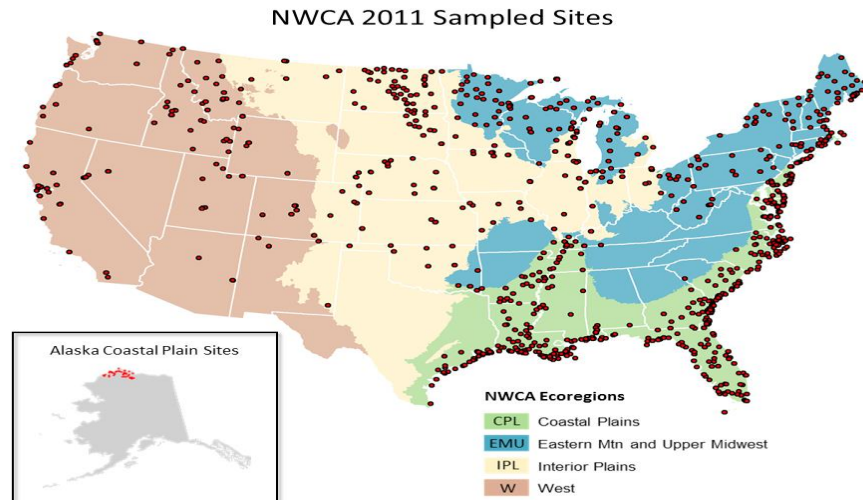 NWCA 2011 Sampled Sites
Alaska Coastal Plain Sites
NWCA Ecoregions
CPL Coastal Plains
EMU Eastern Mtn and Upper Midwest
IPL Interior Plains
W West